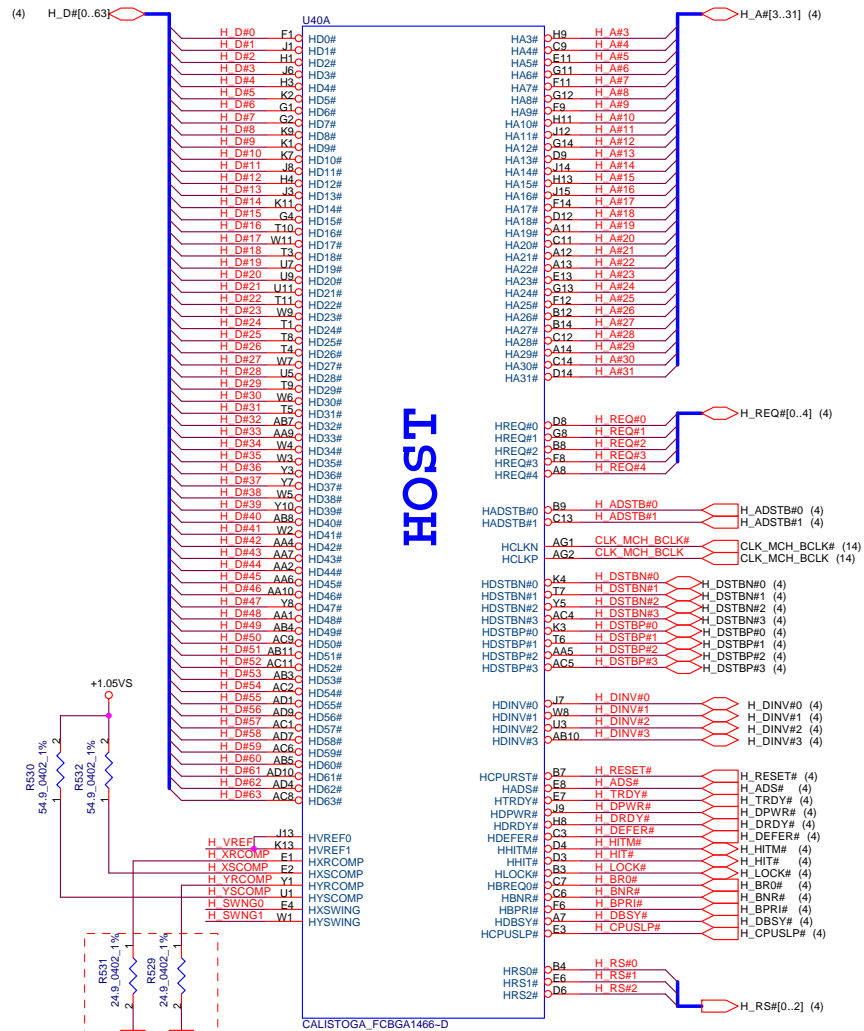 (4) H_D#[0..63]
U40A
H_A#[3..31] (4)
H_D#0 F1 HD0#
H_D#1 J1 HD1#
H_D#2 H1 HD2#
H_D#3 J6 HD3#
H_D#4 H3 HD4#
H_D#5 K2 HD5#
H_D#6 G1 HD6#
H_D#7 G2 HD7#
H_D#8 K9 HD8#
H_D#9 K1 HD9#
H_D#10 K7 HD10#
H_D#11 J8 HD11#
H_D#12 H4 HD12#
H_D#13 J3 HD13#
H_D#14 K11 HD14#
H_D#15 G4 HD15#
H_D#16 T10 HD16#
H_D#17 W11 HD17#
H_D#18 T3 HD18#
H_D#19 U7 HD19#
H_D#20 U9 HD20#
H_D#21 U11 HD21#
H_D#22 T11 HD22#
H_D#23 W9 HD23#
H_D#24 T1 HD24#
H_D#25 T8 HD25#
H_D#26 T4 HD26#
H_D#27 W7 HD27#
H_D#28 U5 HD28#
H_D#29 T9 HD29#
H_D#30 W6 HD30#
H_D#31 T5 HD31#
H_D#32 AB7 HD32#
H_D#33 AA9 HD33#
H_D#34 W4 HD34#
H_D#35 W3 HD35#
H_D#36 Y3 HD36#
H_D#37 Y7 HD37#
H_D#38 W5 HD38#
H_D#39 Y10 HD39#
H_D#40 AB8 HD40#
H_D#41 W2 HD41#
H_D#42 AA4 HD42#
H_D#43 AA7 HD43#
H_D#44 AA2 HD44#
H_D#45 AA6 HD45#
H_D#46 AA10 HD46#
H_D#47 Y8 HD47#
H_D#48 AA1 HD48#
H_D#49 AB4 HD49#
H_D#50 AC9 HD50#
H_D#51 AB11 HD51#
H_D#52 AC11 HD52#
H_D#53 AB3 HD53#
H_D#54 AC2 HD54#
H_D#55 AD1 HD55#
H_D#56 AD9 HD56#
H_D#57 AC1 HD57#
H_D#58 AD7 HD58#
H_D#59 AC6 HD59#
H_D#60 AB5 HD60#
H_D#61 AD10 HD61#
H_D#62 AD4 HD62#
H_D#63 AC8 HD63#
+1.05VS
R530
54.9_0402_1%
2
1
R532
54.9_0402_1%
2
1
J13 HVREF0
H_VREF K13 HVREF1
H_XRCOMP E1 HXRCOMP
H_XSCOMP E2 HXSCOMP
H_YRCOMP Y1 HYRCOMP
H_YSCOMP U1 HYSCOMP
H_SWNG0 E4 HXSWING
H_SWNG1 W1 HYSWING
R531
24.9_0402_1%
1
2
R529
24.9_0402_1%
1
2
HOST
HA3# H9 H_A#3
HA4# C9 H_A#4
HA5# E11 H_A#5
HA6# G11 H_A#6
HA7# F11 H_A#7
HA8# G12 H_A#8
HA9# F9 H_A#9
HA10# H11 H_A#10
HA11# J12 H_A#11
HA12# G14 H_A#12
HA13# D9 H_A#13
HA14# J14 H_A#14
HA15# H13 H_A#15
HA16# J15 H_A#16
HA17# F14 H_A#17
HA18# D12 H_A#18
HA19# A11 H_A#19
HA20# C11 H_A#20
HA21# A12 H_A#21
HA22# A13 H_A#22
HA23# E13 H_A#23
HA24# G13 H_A#24
HA25# F12 H_A#25
HA26# B12 H_A#26
HA27# B14 H_A#27
HA28# C12 H_A#28
HA29# A14 H_A#29
HA30# C14 H_A#30
HA31# D14 H_A#31
HREQ#0 D8 H_REQ#0 H_REQ#[0..4] (4)
HREQ#1 G8 H_REQ#1
HREQ#2 B8 H_REQ#2
HREQ#3 F8 H_REQ#3
HREQ#4 A8 H_REQ#4
HADSTB#0 B9 H_ADSTB#0 H_ADSTB#0 (4)
HADSTB#1 C13 H_ADSTB#1 H_ADSTB#1 (4)
HCLKN AG1 CLK_MCH_BCLK# CLK_MCH_BCLK# (14)
HCLKP AG2 CLK_MCH_BCLK CLK_MCH_BCLK (14)
HDSTBN#0 K4 H_DSTBN#0 H_DSTBN#0 (4)
HDSTBN#1 T7 H_DSTBN#1 H_DSTBN#1 (4)
HDSTBN#2 Y5 H_DSTBN#2 H_DSTBN#2 (4)
HDSTBN#3 AC4 H_DSTBN#3 H_DSTBN#3 (4)
HDSTBP#0 K3 H_DSTBP#0 H_DSTBP#0 (4)
HDSTBP#1 T6 H_DSTBP#1 H_DSTBP#1 (4)
HDSTBP#2 AA5 H_DSTBP#2 H_DSTBP#2 (4)
HDSTBP#3 AC5 H_DSTBP#3 H_DSTBP#3 (4)
HDINV#0 J7 H_DINV#0 H_DINV#0 (4)
HDINV#1 W8 H_DINV#1 H_DINV#1 (4)
HDINV#2 U3 H_DINV#2 H_DINV#2 (4)
HDINV#3 AB10 H_DINV#3 H_DINV#3 (4)
HCPURST# B7 H_RESET# H_RESET# (4)
HADS# E8 H_ADS# H_ADS# (4)
HTRDY# E7 H_TRDY# H_TRDY# (4)
HDPWR# J9 H_DPWR# H_DPWR# (4)
HDRDY# H8 H_DRDY# H_DRDY# (4)
HDEFER# C3 H_DEFER# H_DEFER# (4)
HHITM# D4 H_HITM# H_HITM# (4)
HHIT# D3 H_HIT# H_HIT# (4)
HLOCK# B3 H_LOCK# H_LOCK# (4)
HBREQ0# C7 H_BR0# H_BR0# (4)
HBNR# C6 H_BNR# H_BNR# (4)
HBPRI# F6 H_BPRI# H_BPRI# (4)
HDBSY# A7 H_DBSY# H_DBSY# (4)
HCPUSLP# E3 H_CPUSLP# H_CPUSLP# (4)
HRS0# B4 H_RS#0
HRS1# E6 H_RS#1
HRS2# D6 H_RS#2
H_RS#[0..2] (4)
CALISTOGA_FCBGA1466~D